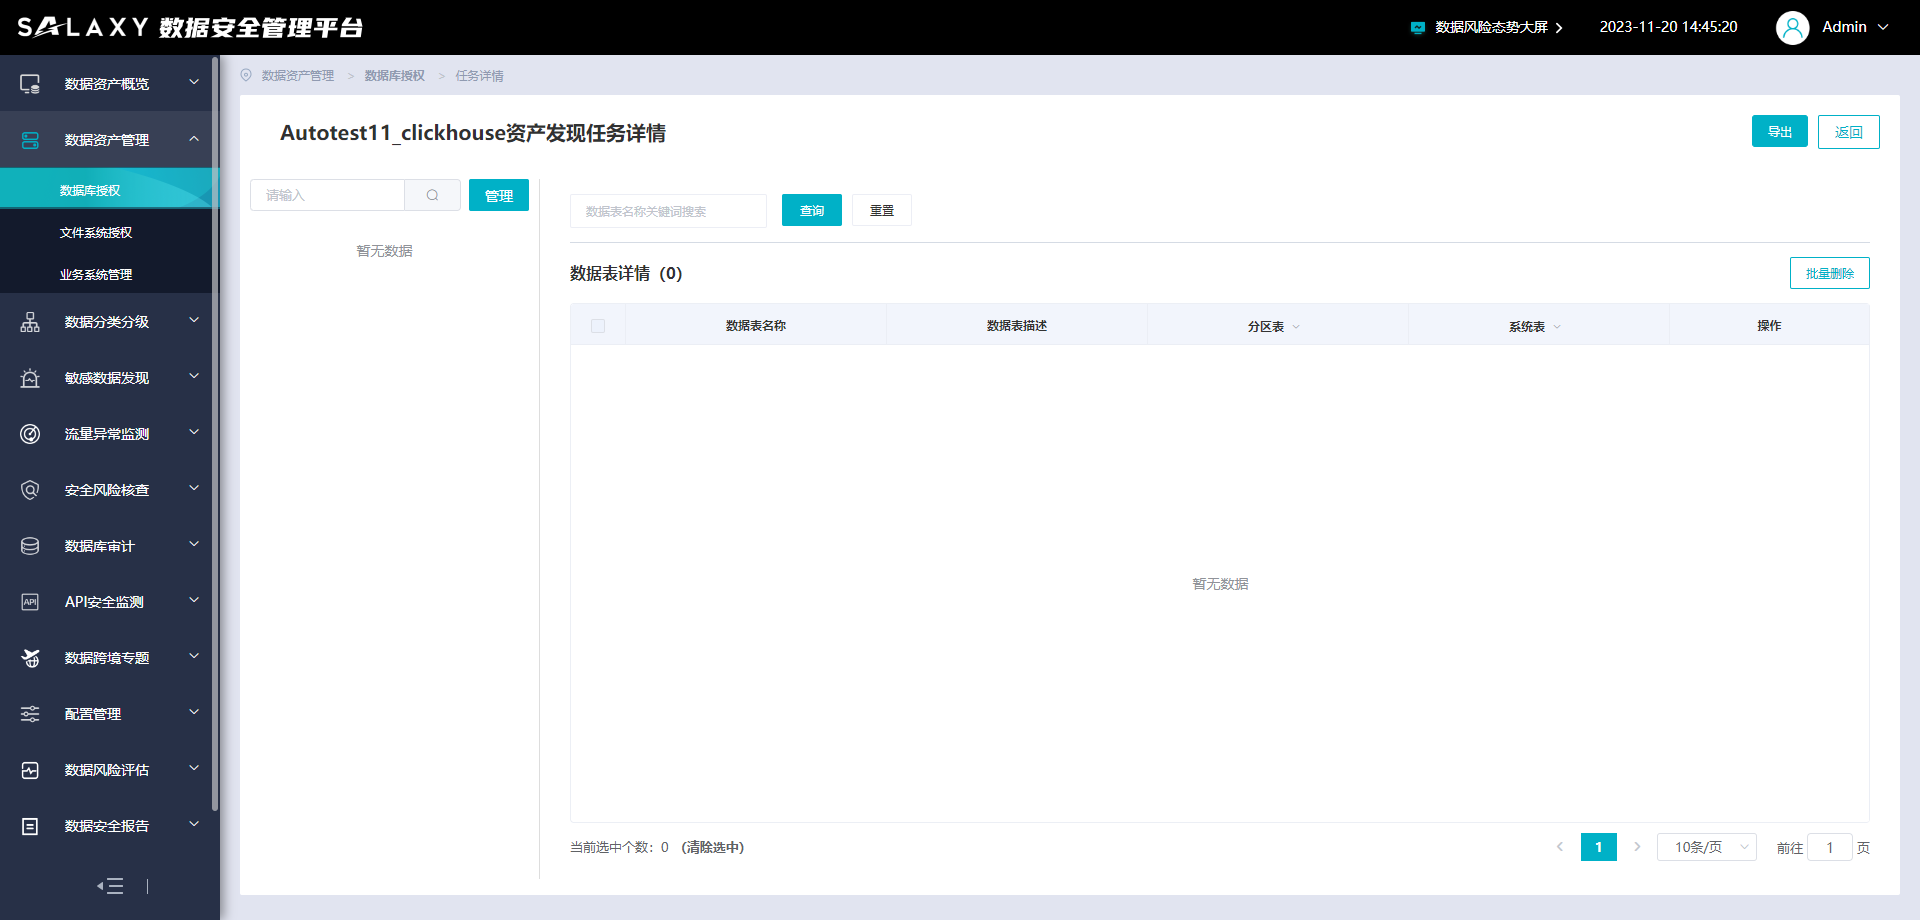 SALAXY 数据安全管理平台
数据风险态势大屏
2023-11-20 14:45:20
Admin
数据资产概览
数据资产管理
数据库授权
文件系统授权
业务系统管理
数据分类分级
敏感数据发现
流量异常监测
安全风险核查
数据库审计
API
API安全监测
数据跨境专题
配置管理
数据风险评估
数据安全报告
数据资产管理 > 数据库授权 > 任务详情
Autotest11_clickhouse资产发现任务详情
导出
返回
请输入
管理
暂无数据
数据表名称关键词搜索
查询
重置
数据表详情（0）
批量删除
数据表名称
数据表描述
分区表
系统表
操作
暂无数据
当前选中个数：0 （清除选中）
1
10条/页
前往 1 页